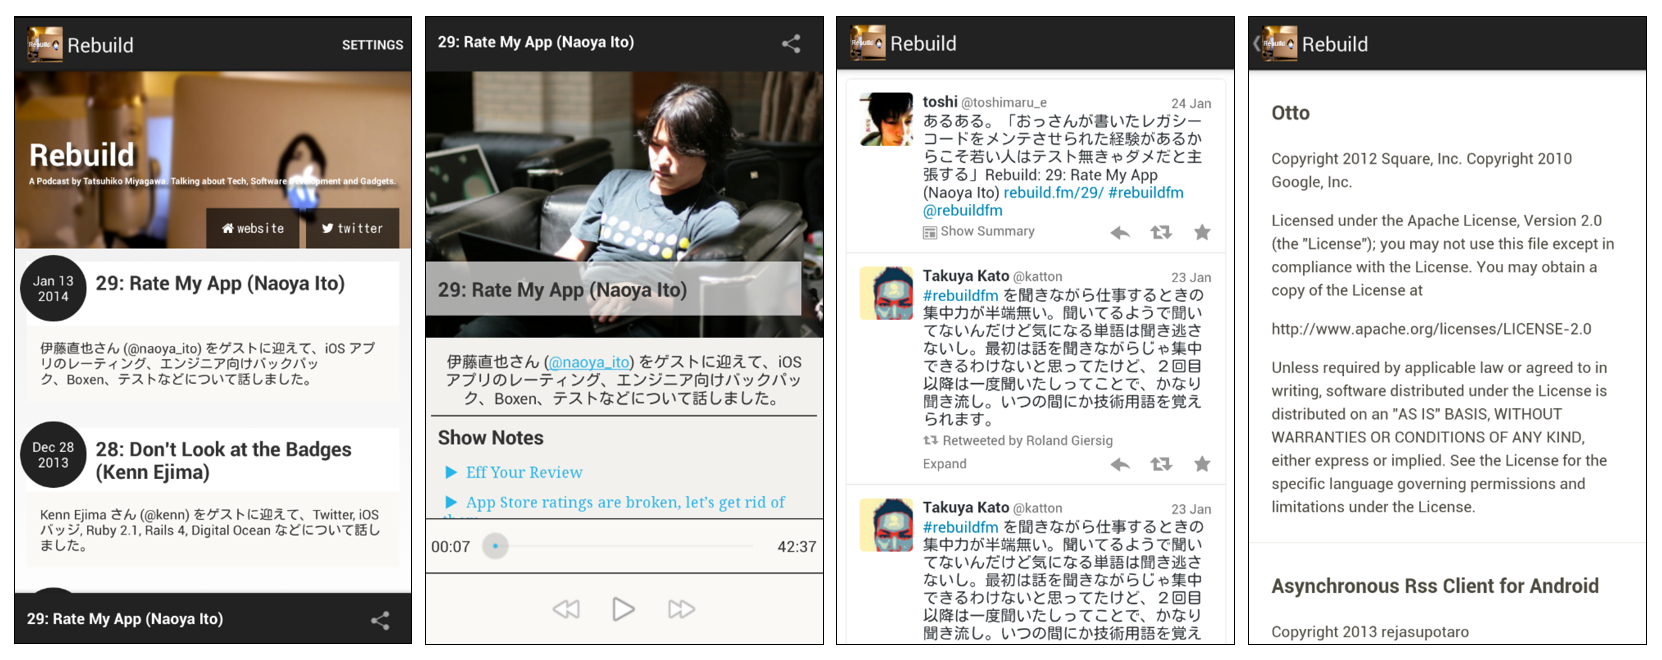 Rebuild
SETTINGS
Rebuild
A Podcast by Tatsuhiko Miyagawa. Talking about Tech, Software Development and Gadgets.
website
twitter
Jan 13
2014
29: Rate My App (Naoya Ito)
伊藤直也さん (@naoya_ito) をゲストに迎えて、iOS アプ
リのレーティング、エンジニア向けバックパッ
ク、Boxen、テストなどについて話しました。
Dec 28
2013
28: Don't Look at the Badges
(Kenn Ejima)
Kenn Ejima さん (@kenn) をゲストに迎えて、Twitter, iOS
バッジ, Ruby 2.1, Rails 4, Digital Ocean などについて話し
ました。
29: Rate My App (Naoya Ito)
29: Rate My App (Naoya Ito)
29: Rate My App (Naoya Ito)
伊藤直也さん (@naoya_ito) をゲストに迎えて、iOS
アプリのレーティング、エンジニア向けバックパッ
ク、Boxen、テストなどについて話しました。
Show Notes
▶ Eff Your Review
▶ App Store ratings are broken, let's get rid of
00:07
42:37
Rebuild
toshi @toshimaru_e
24 Jan
あるある。「おっさんが書いたレガシー
コードをメンテさせられた経験があるか
らこそ若い人はテスト無きゃダメだと主
張する」Rebuild: 29: Rate My App
(Naoya Ito) rebuild.fm/29/ #rebuildfm
@rebuildfm
Show Summary
Takuya Kato @katton
23 Jan
#rebuildfm を聞きながら仕事するときの
集中力が半端無い。聞いてるようで聞い
てないんだけど気になる単語は聞き逃さ
ないし。最初は話を聞きながらじゃ集中
できるわけないと思ってたけど、２回目
以降は一度聞いたしってことで、かなり
聞き流し。いつの間にか技術用語を覚え
られます。
Retweeted by Roland Giersig
Expand
Takuya Kato @katton
23 Jan
#rebuildfm を聞きながら仕事するときの
集中力が半端無い。聞いてるようで聞い
てないんだけど気になる単語は聞き逃さ
ないし。最初は話を聞きながらじゃ集中
できるわけないと思ってたけど、２回目
以降は一度聞いたしってことで、かなり
聞き流し。いつの間にか技術用語を覚え
Rebuild
Otto
Copyright 2012 Square, Inc. Copyright 2010
Google, Inc.
Licensed under the Apache License, Version 2.0
(the "License"); you may not use this file except in
compliance with the License. You may obtain a
copy of the License at
http://www.apache.org/licenses/LICENSE-2.0
Unless required by applicable law or agreed to in
writing, software distributed under the License is
distributed on an "AS IS" BASIS, WITHOUT
WARRANTIES OR CONDITIONS OF ANY KIND,
either express or implied. See the License for the
specific language governing permissions and
limitations under the License.
Asynchronous Rss Client for Android
Copyright 2013 rejasupotaro